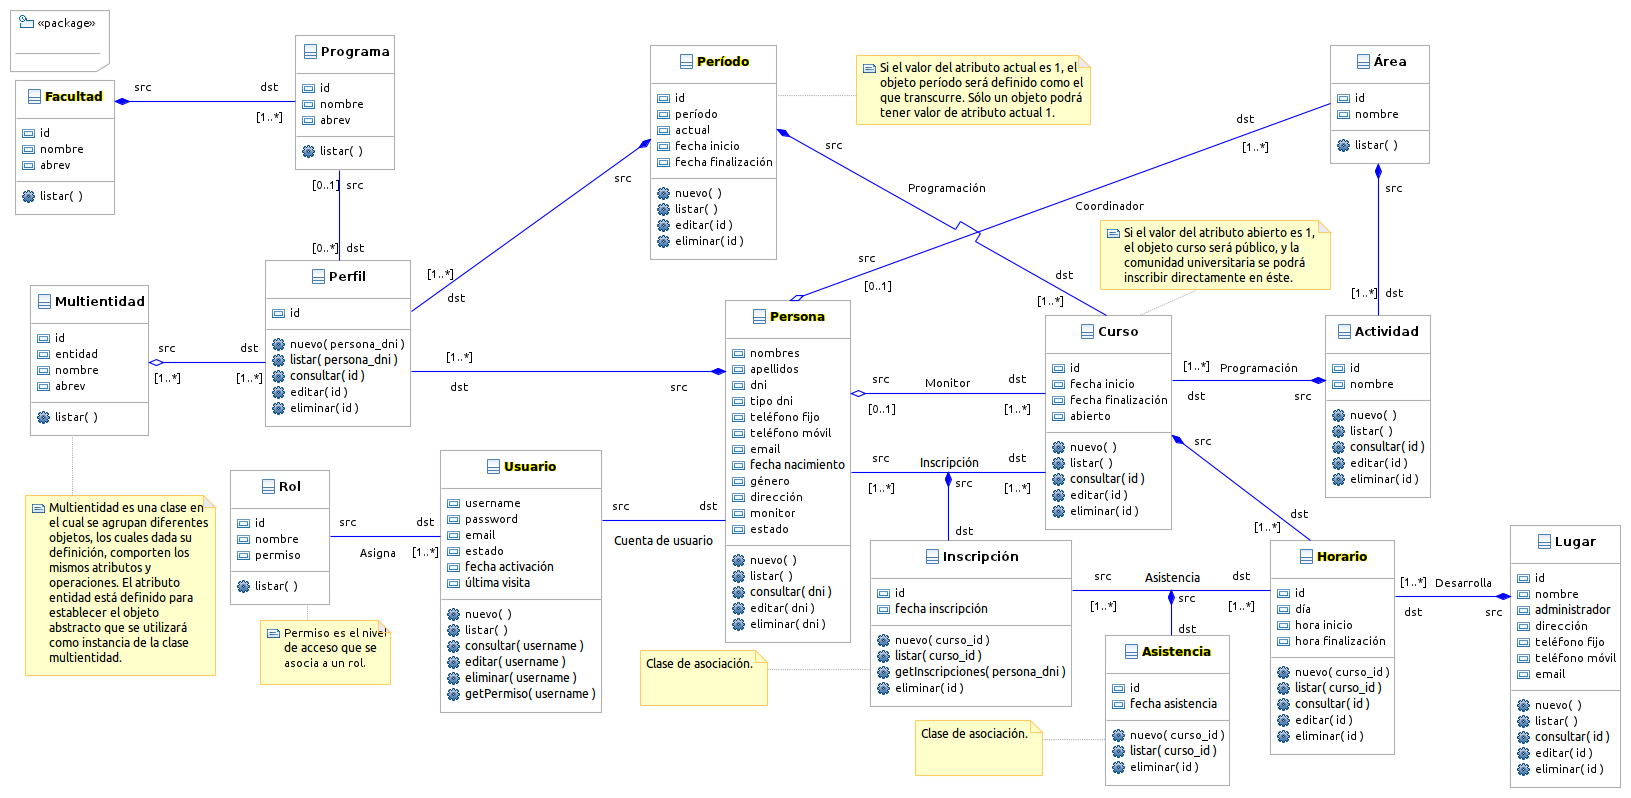 «package»
Facultad
id
nombre
abrev
listar( )
src
dst
[1..*]
Programa
id
nombre
abrev
listar( )
[0..1]
src
[0..*]
dst
Perfil
id
nuevo( persona_dni )
listar( persona_dni )
consultar( id )
editar( id )
eliminar( id )
Multientidad
id
entidad
nombre
abrev
listar( )
src
dst
[1..*]
[1..*]
Multientidad es una clase en
el cual se agrupan diferentes
objetos, los cuales dada su
definición, comporten los
mismos atributos y
operaciones. El atributo
entidad está definido para
establecer el objeto
abstracto que se utilizará
como instancia de la clase
multientidad.
Período
id
período
actual
fecha inicio
fecha finalización
nuevo( )
listar( )
editar( id )
eliminar( id )
src
[1..*]
dst
Si el valor del atributo actual es 1, el
objeto período será definido como el
que transcurre. Sólo un objeto podrá
tener valor de atributo actual 1.
src
Programación
dst
[1..*]
Área
id
nombre
listar( )
dst
[1..*]
Coordinador
src
[0..1]
src
[1..*]
dst
Si el valor del atributo abierto es 1,
el objeto curso será público, y la
comunidad universitaria se podrá
inscribir directamente en éste.
Persona
nombres
apellidos
dni
tipo dni
teléfono fijo
teléfono móvil
email
fecha nacimiento
género
dirección
monitor
estado
nuevo( )
listar( )
consultar( dni )
editar( dni )
eliminar( dni )
[1..*]
dst
src
src
Monitor
dst
[0..1]
[1..*]
src
Inscripción
dst
[1..*]
src
[1..*]
dst
Curso
id
fecha inicio
fecha finalización
abierto
nuevo( )
listar( )
consultar( id )
editar( id )
eliminar( id )
[1..*]
Programación
dst
src
Actividad
id
nombre
nuevo( )
listar( )
consultar( id )
editar( id )
eliminar( id )
src
[1..*]
dst
Rol
id
nombre
permiso
listar( )
src
dst
Asigna
[1..*]
Permiso es el nivel
de acceso que se
asocia a un rol.
Usuario
username
password
email
estado
fecha activación
última visita
nuevo( )
listar( )
consultar( username )
editar( username )
eliminar( username )
getPermiso( username )
src
dst
Cuenta de usuario
Clase de asociación.
Inscripción
id
fecha inscripción
nuevo( curso_id )
listar( curso_id )
getInscripciones( persona_dni )
eliminar( id )
src
Asistencia
dst
[1..*]
src
[1..*]
dst
Clase de asociación.
Asistencia
id
fecha asistencia
nuevo( curso_id )
listar( curso_id )
eliminar( id )
Horario
id
día
hora inicio
hora finalización
nuevo( curso_id )
listar( curso_id )
consultar( id )
editar( id )
eliminar( id )
[1..*]
Desarrolla
dst
src
Lugar
id
nombre
administrador
dirección
teléfono fijo
teléfono móvil
email
nuevo( )
listar( )
consultar( id )
editar( id )
eliminar( id )